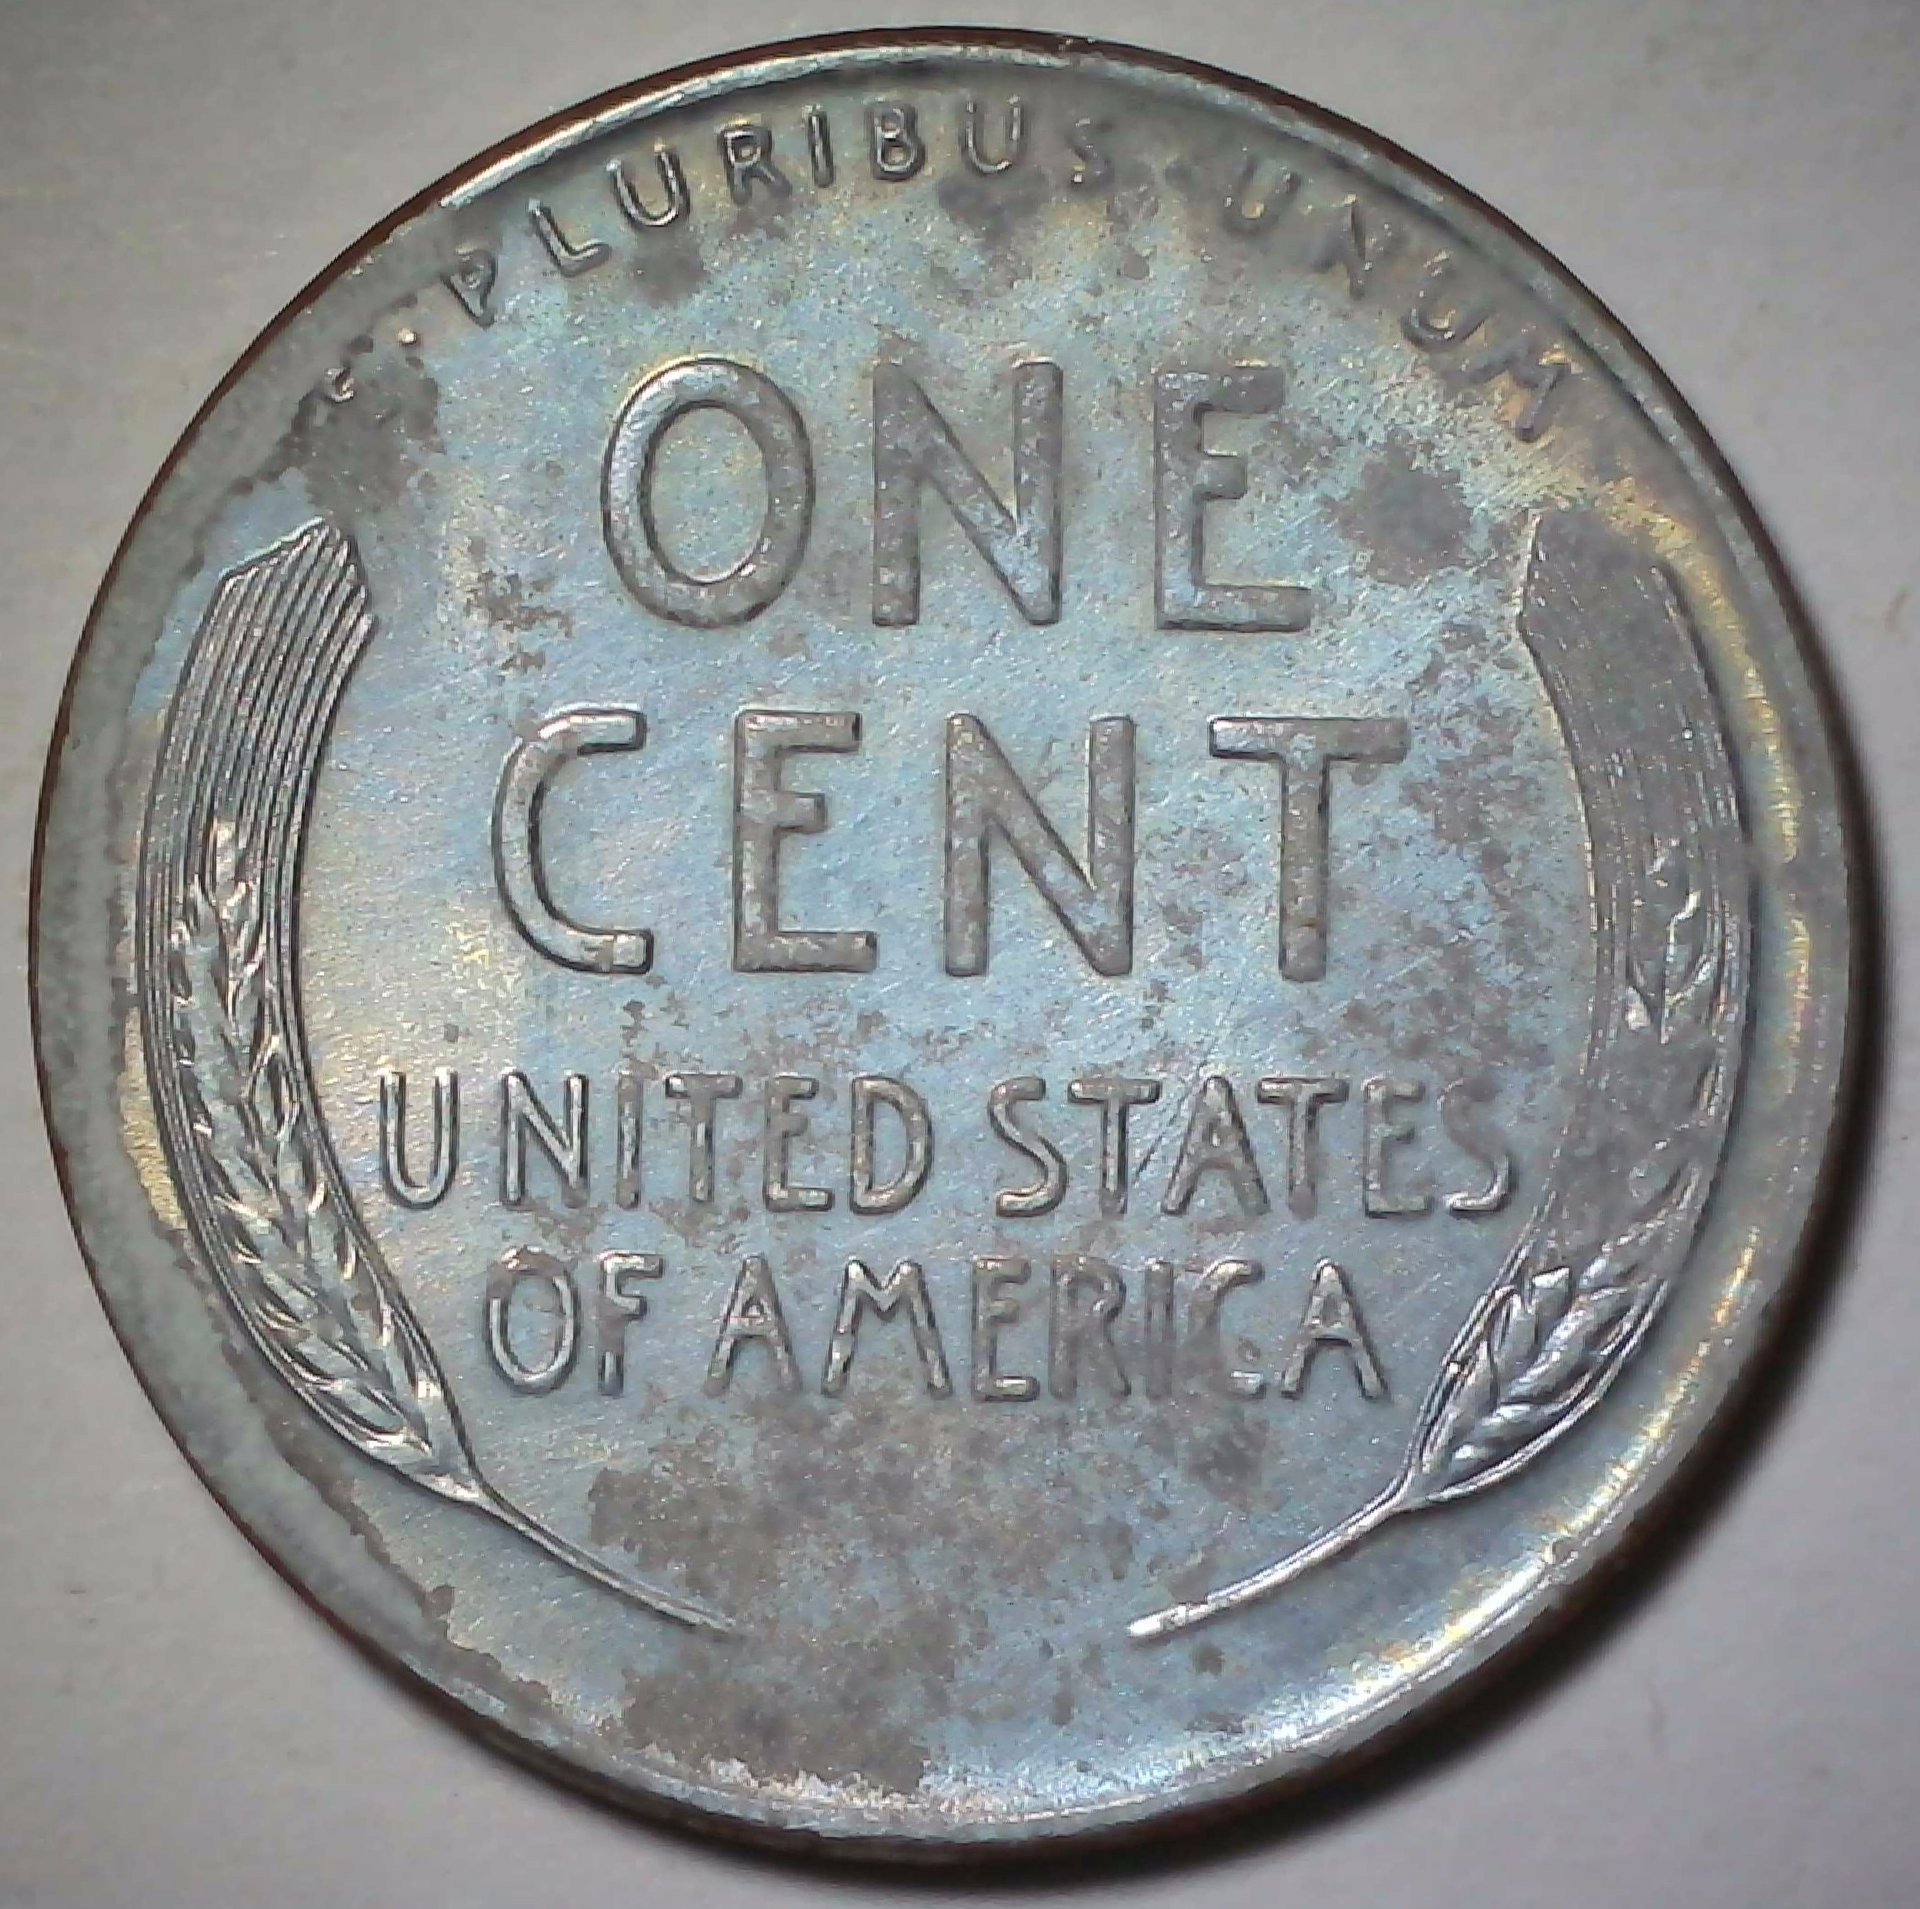 PLURIBUS · UNUM
ONE
CENT
UNITED STATES
OF AMERICA